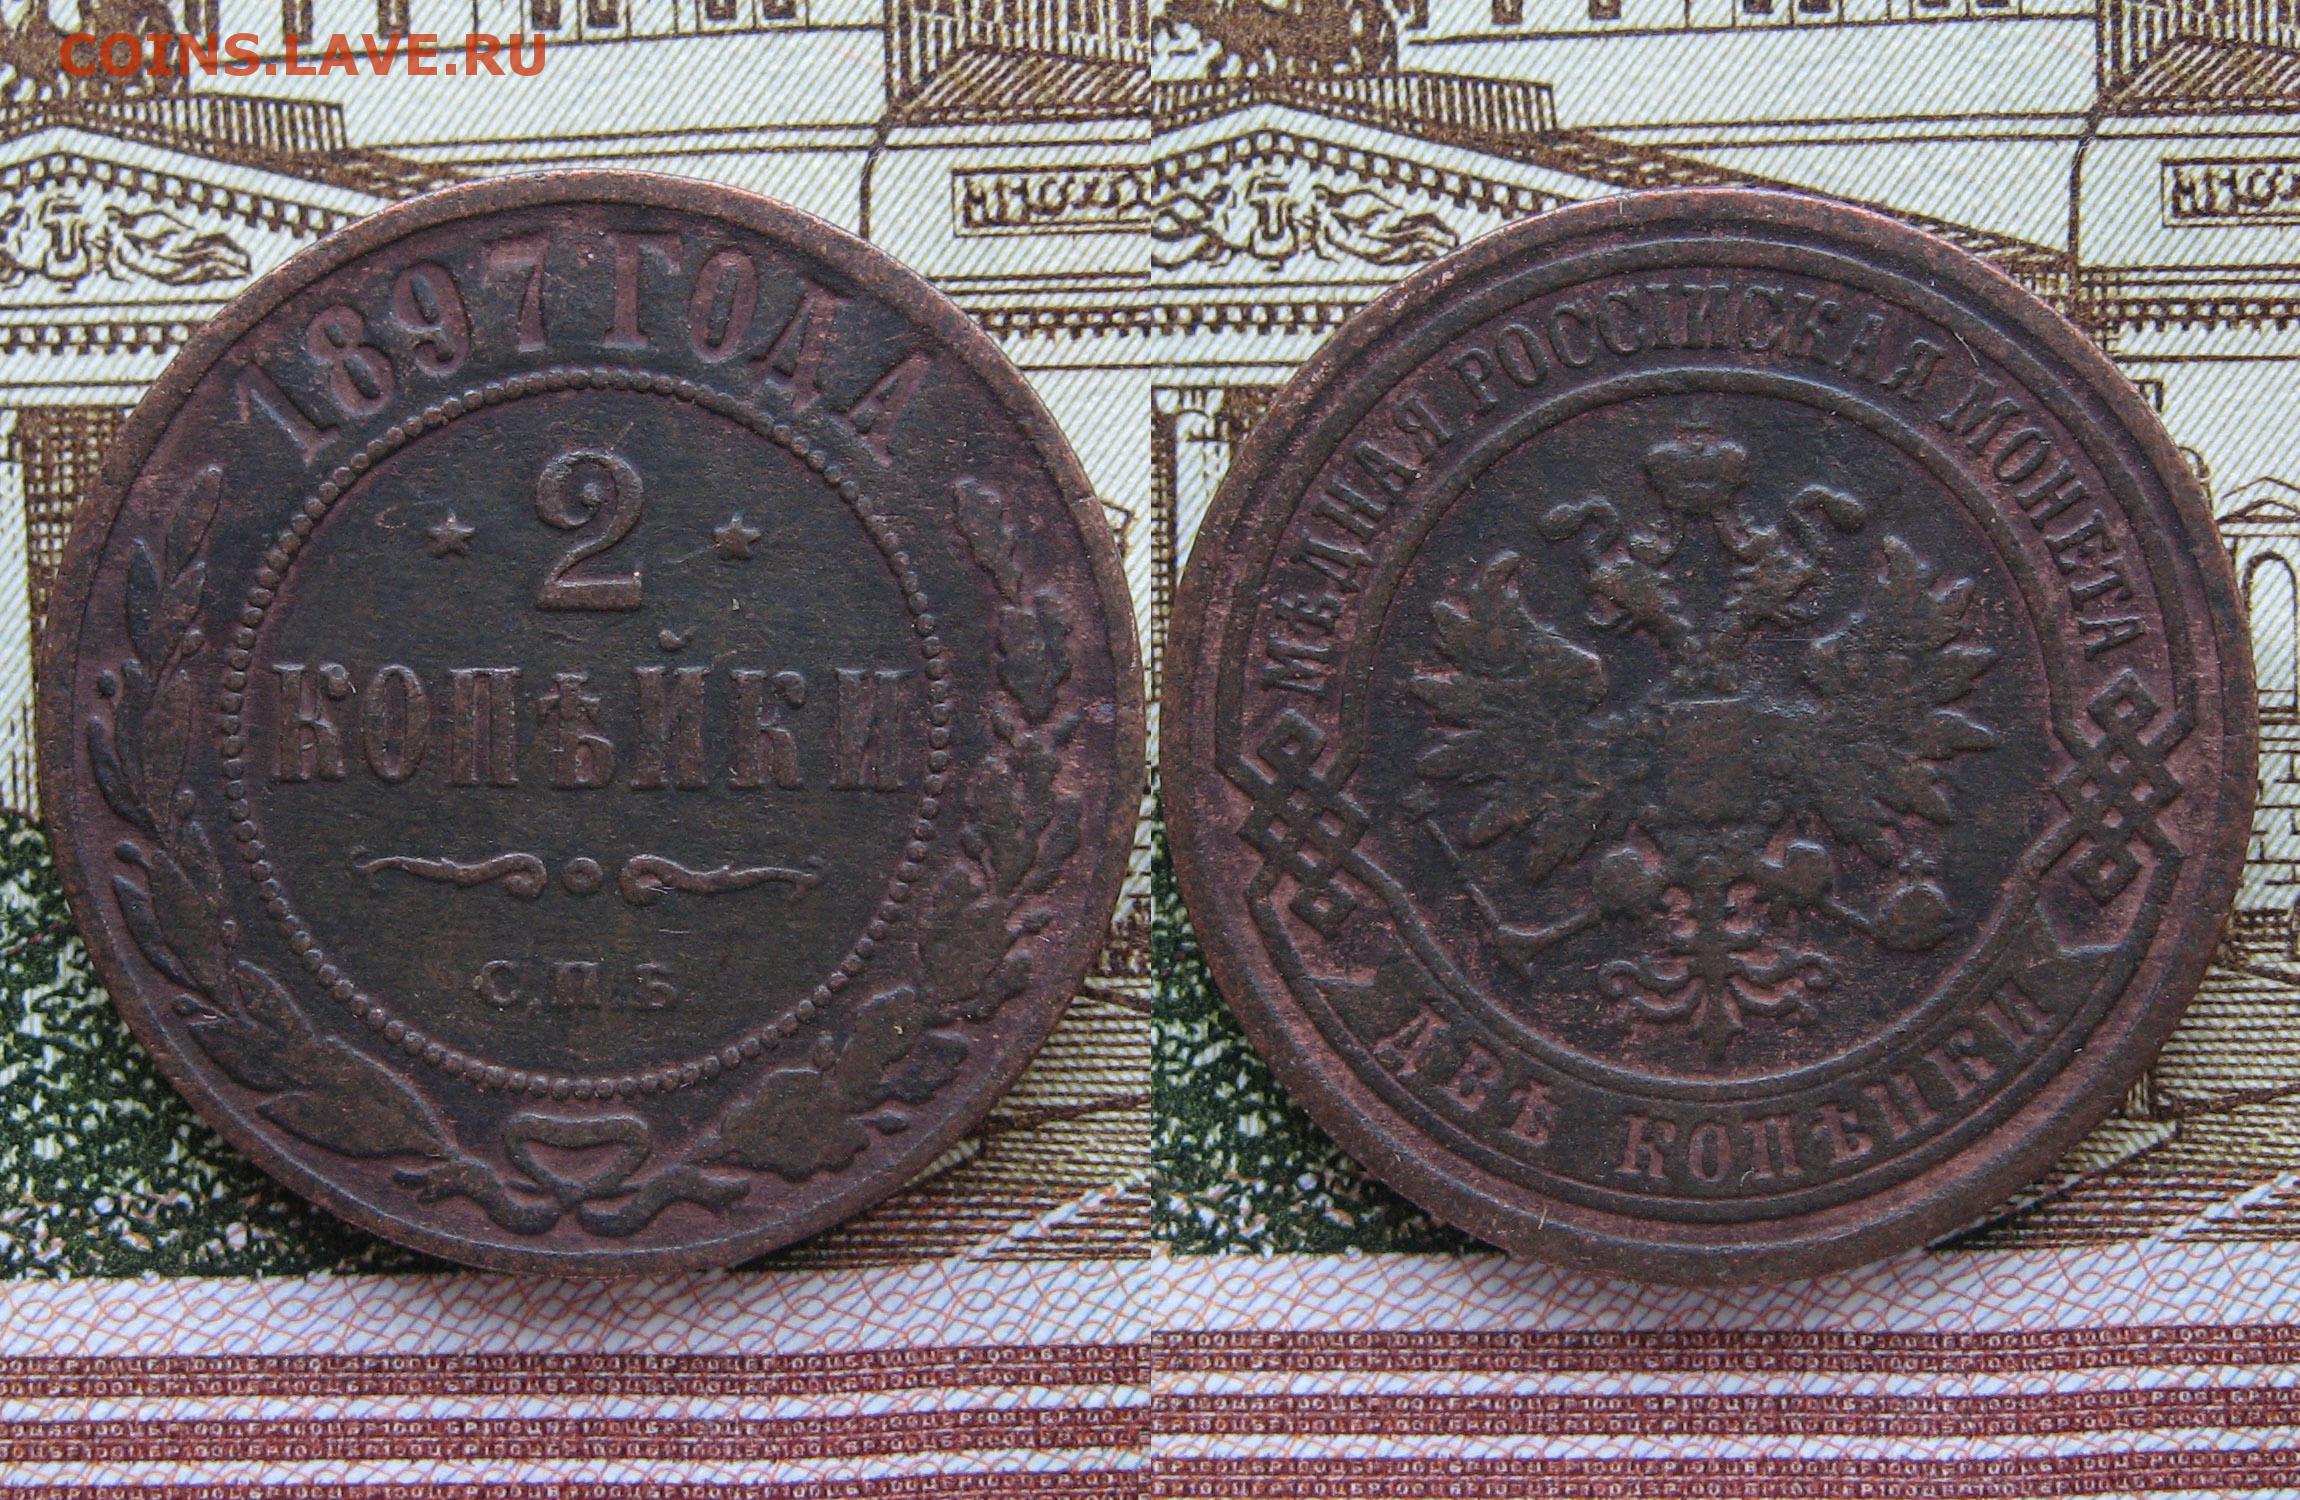 COINS.LAVE.RU
1897 ГОДА
2
КОПѢЙКИ
С.П.Б.
МѢДНАЯ РОССІЙСКАЯ МОНЕТА
ДВѢ КОПѢЙКИ